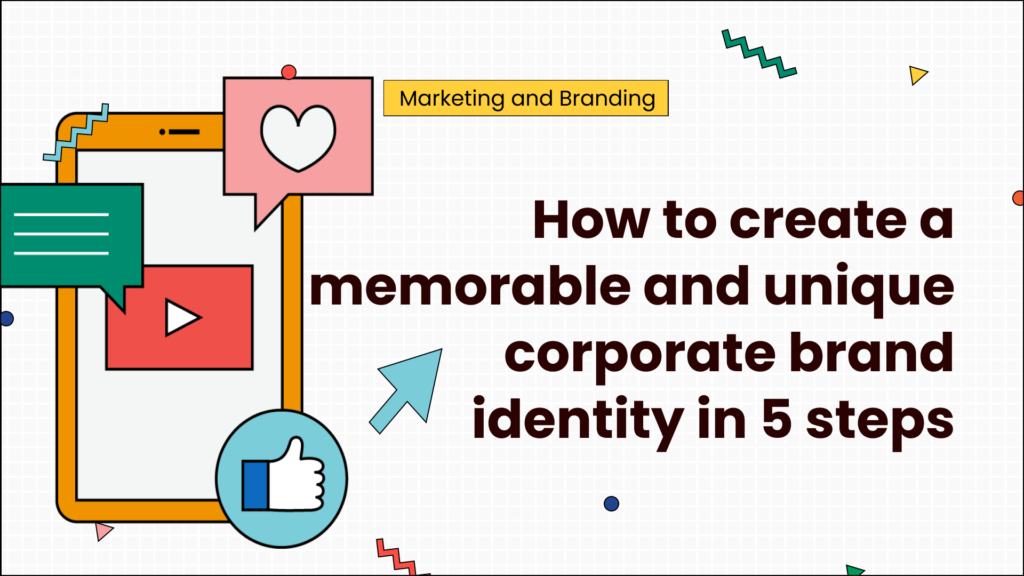 Marketing and Branding
How to create a
memorable and unique
corporate brand
identity in 5 steps